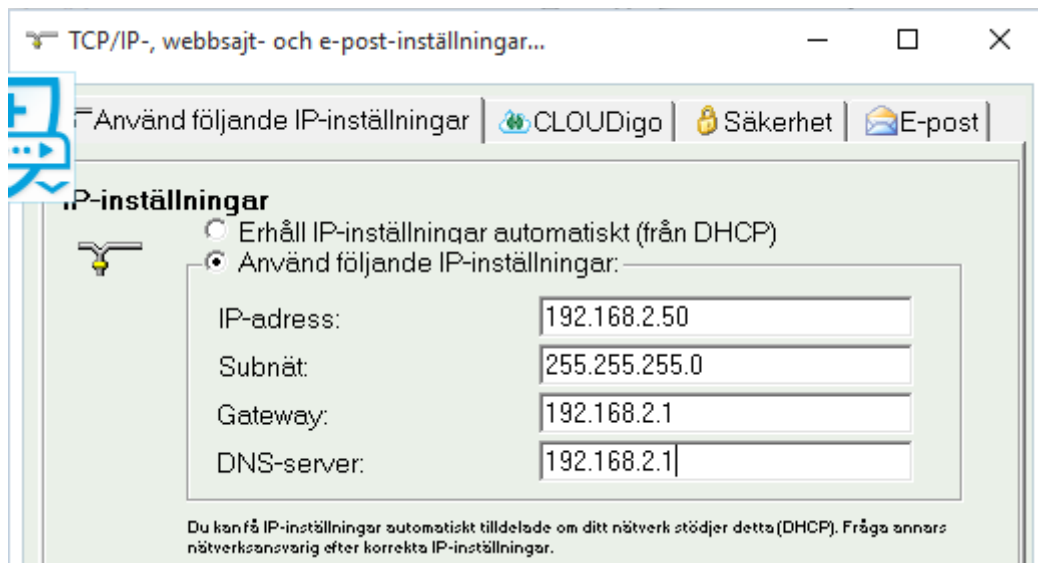 TCP/IP-, webbsajt- och e-post-inställningar...
Använd följande IP-inställningar
CLOUDigo
Säkerhet
E-post
IP-inställningar
Erhåll IP-inställningar automatiskt (från DHCP)
Använd följande IP-inställningar:
IP-adress: 192.168.2.50
Subnät: 255.255.255.0
Gateway: 192.168.2.1
DNS-server: 192.168.2.1
Du kan få IP-inställningar automatiskt tilldelade om ditt nätverk stödjer detta (DHCP). Fråga annars
nätverksansvarig efter korrekta IP-inställningar.